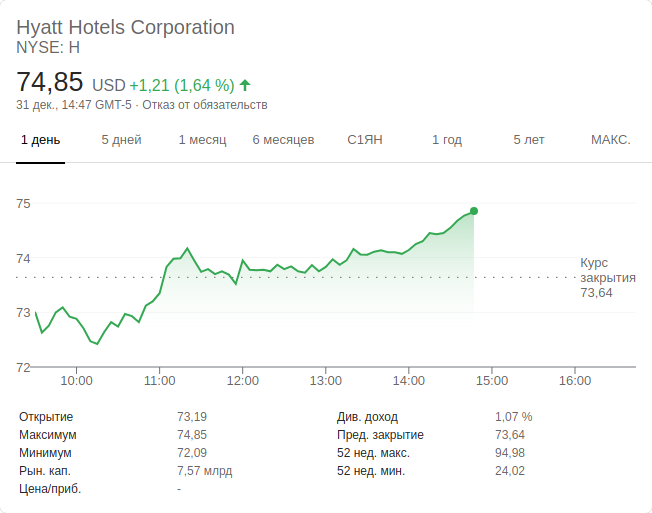 Hyatt Hotels Corporation
NYSE: H
74,85 USD +1,21 (1,64 %)
31 дек., 14:47 GMT-5 · Отказ от обязательств
1 день 5 дней 1 месяц 6 месяцев С1ЯН 1 год 5 лет МАКС.
75
74
Курс
закрытия
73,64
73
72
10:00 11:00 12:00 13:00 14:00 15:00 16:00
Открытие 73,19 Див. доход 1,07 %
Максимум 74,85 Пред. закрытие 73,64
Минимум 72,09 52 нед. макс. 94,98
Рын. кап. 7,57 млрд 52 нед. мин. 24,02
Цена/приб. -